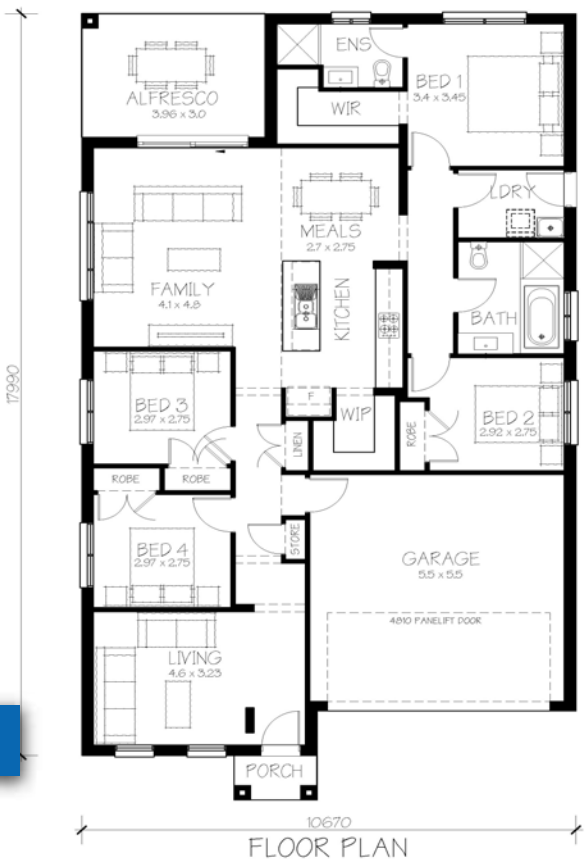 ENS
BED 1
3.4 x 3.45
ALFRESCO
3.96 x 3.0
WIR
LDRY
MEALS
2.7 x 2.75
FAMILY
4.1 x 4.8
KITCHEN
BATH
17990
BED 3
2.97 x 2.75
F
WIP
BED 2
2.92 x 2.75
ROBE
LINEN
ROBE
ROBE
STORE
BED 4
2.97 x 2.75
GARAGE
5.5 x 5.5
4810 PANELIFT DOOR
LIVING
4.6 x 3.23
PORCH
10670
FLOOR PLAN